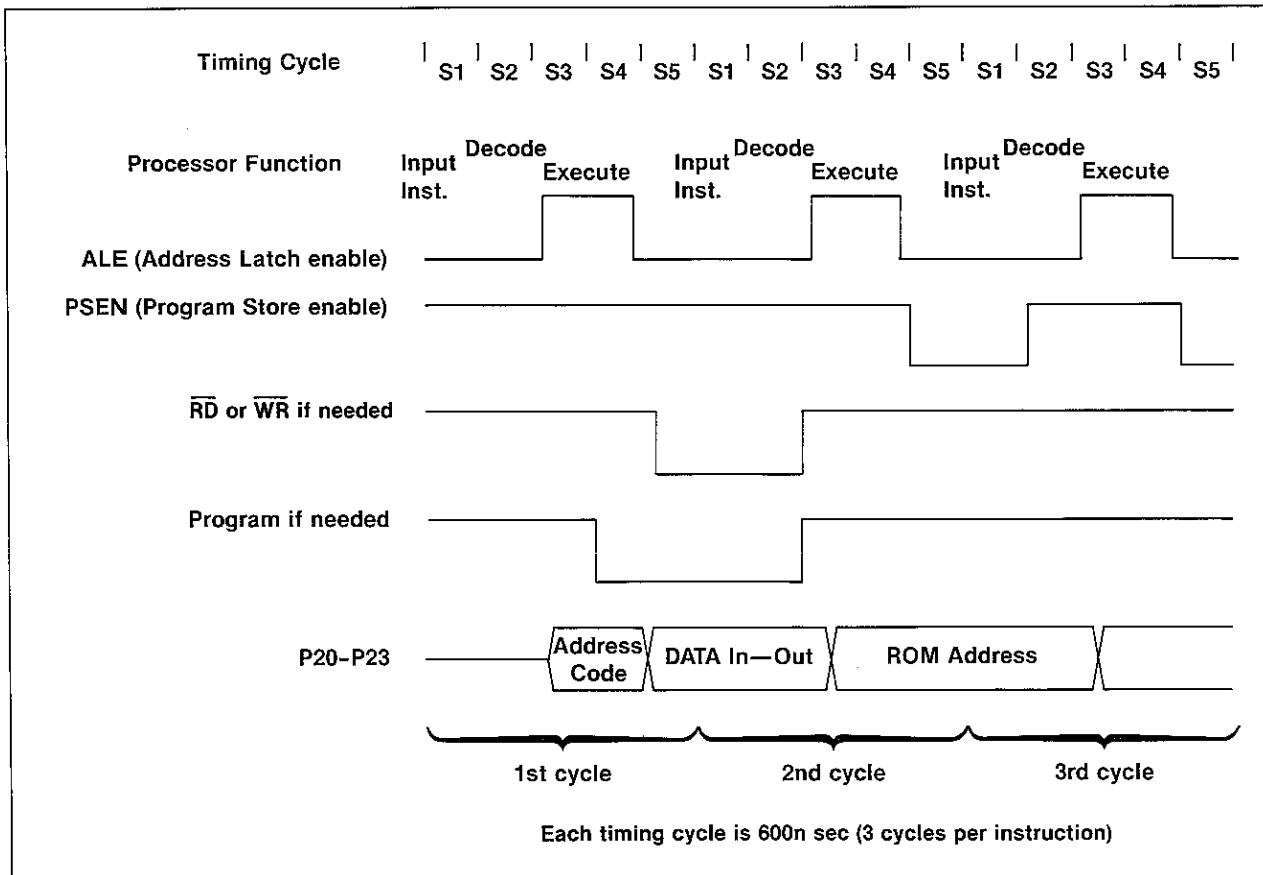 Timing Cycle
S1 S2 S3 S4 S5 S1 S2 S3 S4 S5 S1 S2 S3 S4 S5
Processor Function
Input Inst. Decode Execute Input Inst. Decode Execute Input Inst. Decode Execute
ALE (Address Latch enable)
PSEN (Program Store enable)
R̅D̅ or W̅R̅ if needed
Program if needed
P20–P23
Address Code DATA In—Out ROM Address
1st cycle 2nd cycle 3rd cycle
Each timing cycle is 600n sec (3 cycles per instruction)